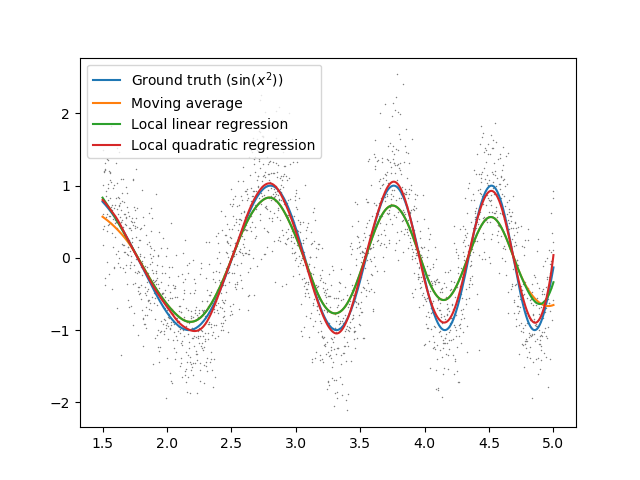 Ground truth (sin(x²))
Moving average
Local linear regression
Local quadratic regression
2
1
0
−1
−2
1.5 2.0 2.5 3.0 3.5 4.0 4.5 5.0